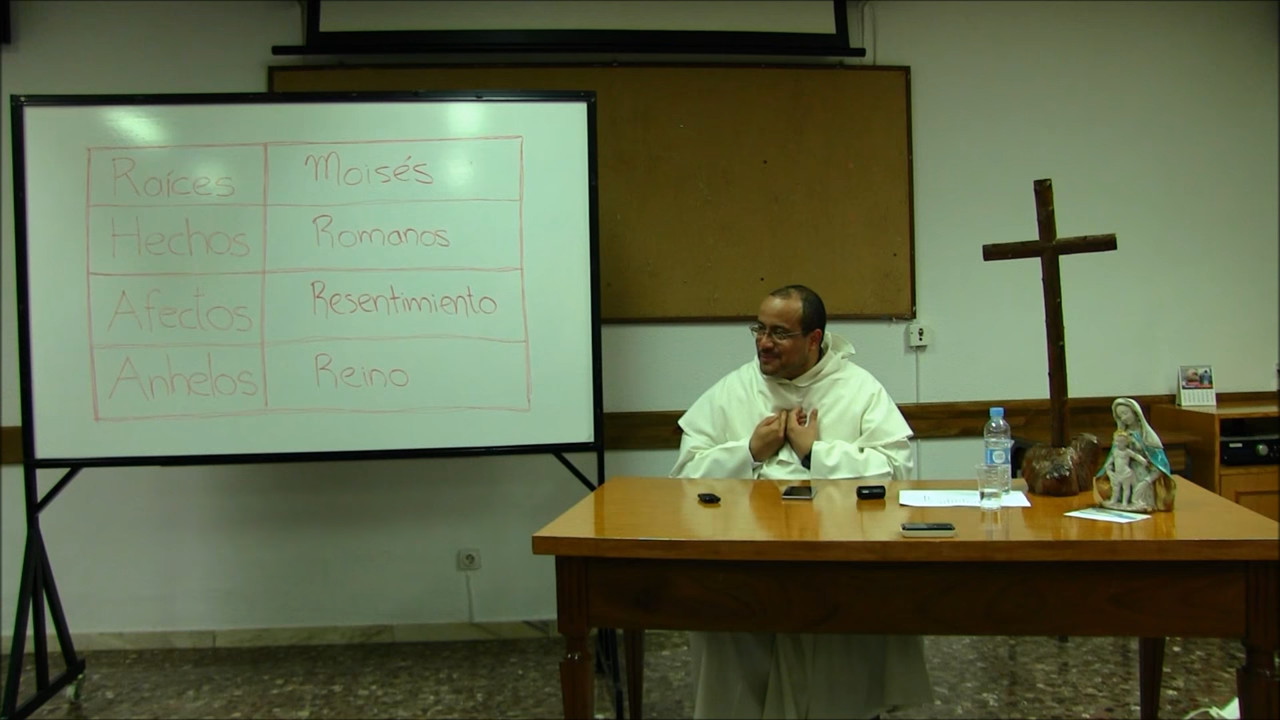 Raíces Moisés
Hechos Romanos
Afectos Resentimiento
Anhelos Reino